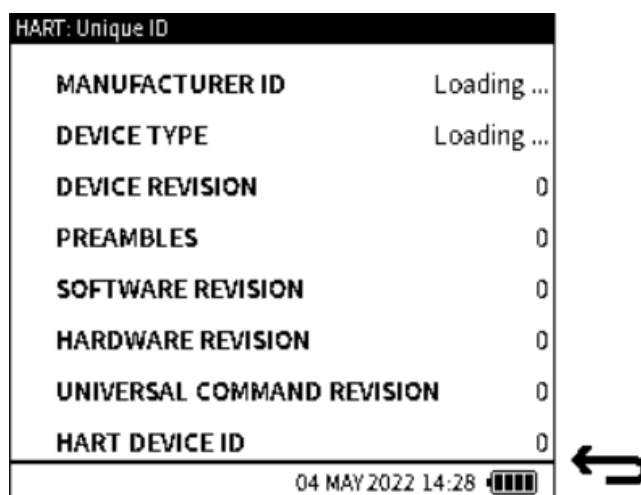 HART: Unique ID
MANUFACTURER ID Loading ...
DEVICE TYPE Loading ...
DEVICE REVISION 0
PREAMBLES 0
SOFTWARE REVISION 0
HARDWARE REVISION 0
UNIVERSAL COMMAND REVISION 0
HART DEVICE ID 0
04 MAY 2022 14:28